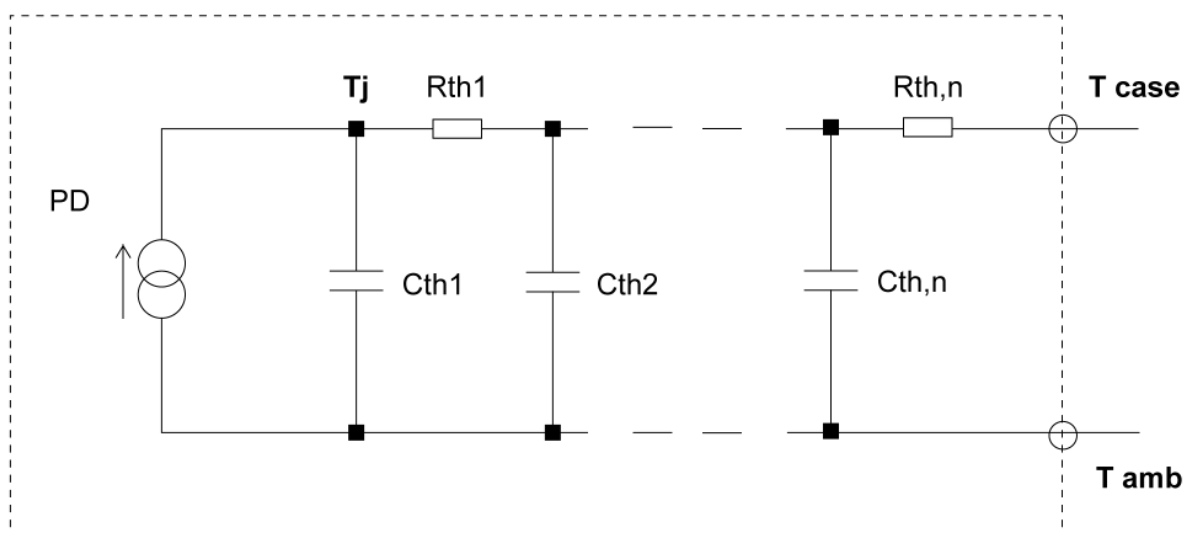 Tj
Rth1
Rth,n
T case
PD
Cth1
Cth2
Cth,n
T amb